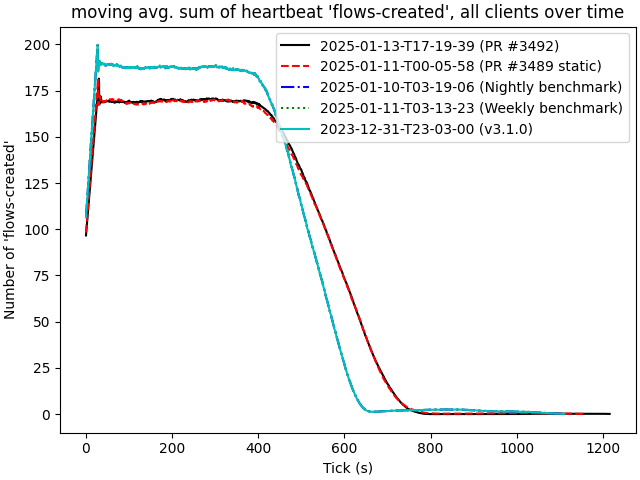 moving avg. sum of heartbeat 'flows-created', all clients over time
2025-01-13-T17-19-39 (PR #3492)
2025-01-11-T00-05-58 (PR #3489 static)
2025-01-10-T03-19-06 (Nightly benchmark)
2025-01-11-T03-13-23 (Weekly benchmark)
2023-12-31-T23-03-00 (v3.1.0)
Number of 'flows-created'
200
175
150
125
100
75
50
25
0
0 200 400 600 800 1000 1200
Tick (s)